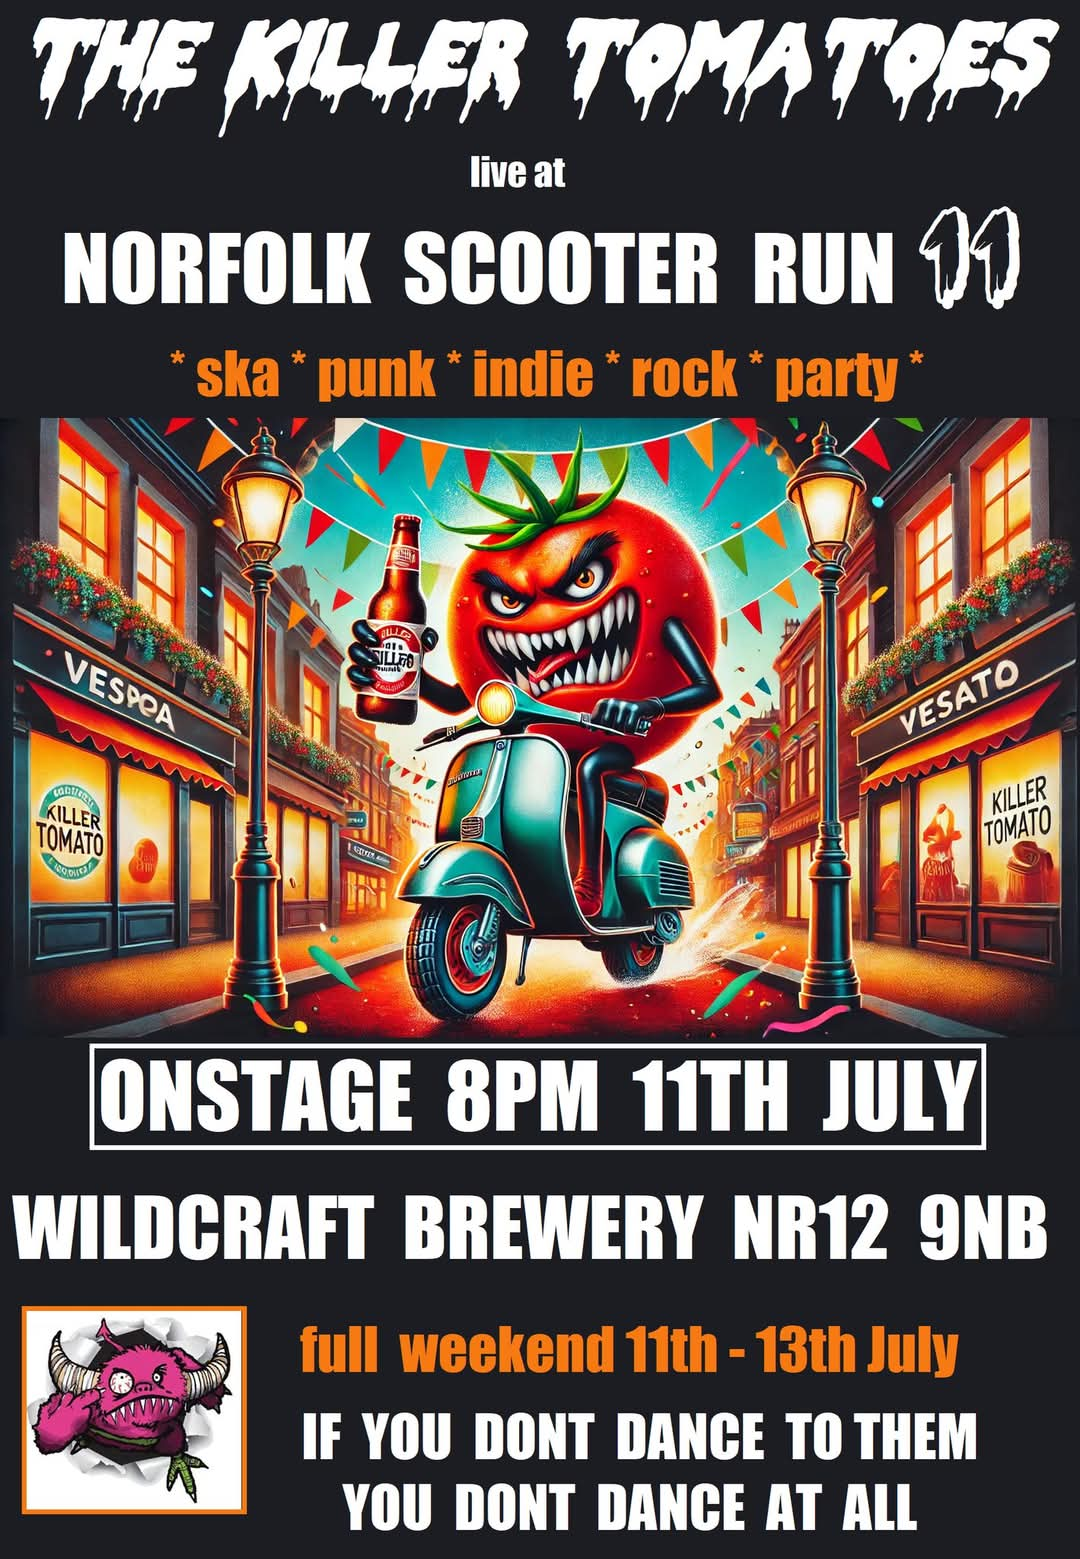 THE KILLER TOMATOES
live at
NORFOLK SCOOTER RUN 11
* ska * punk * indie * rock * party *
VESPOA
VESATO
KILLER
TOMATO
KILLER
TOMATO
ONSTAGE 8PM 11TH JULY
WILDCRAFT BREWERY NR12 9NB
full weekend 11th - 13th July
IF YOU DONT DANCE TO THEM
YOU DONT DANCE AT ALL